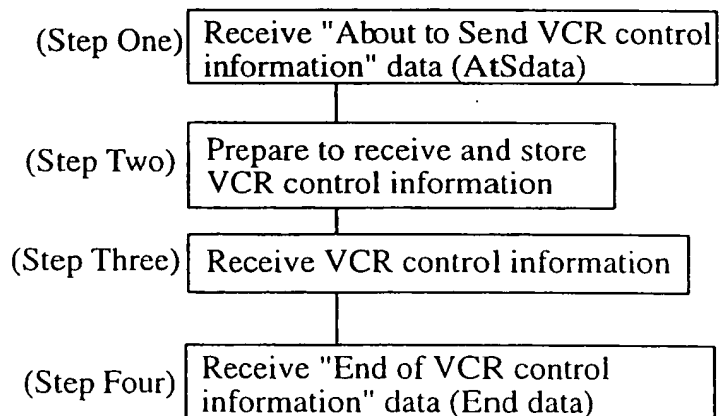 (Step One) Receive "About to Send VCR control
information" data (AtSdata)
(Step Two) Prepare to receive and store
VCR control information
(Step Three) Receive VCR control information
(Step Four) Receive "End of VCR control
information" data (End data)